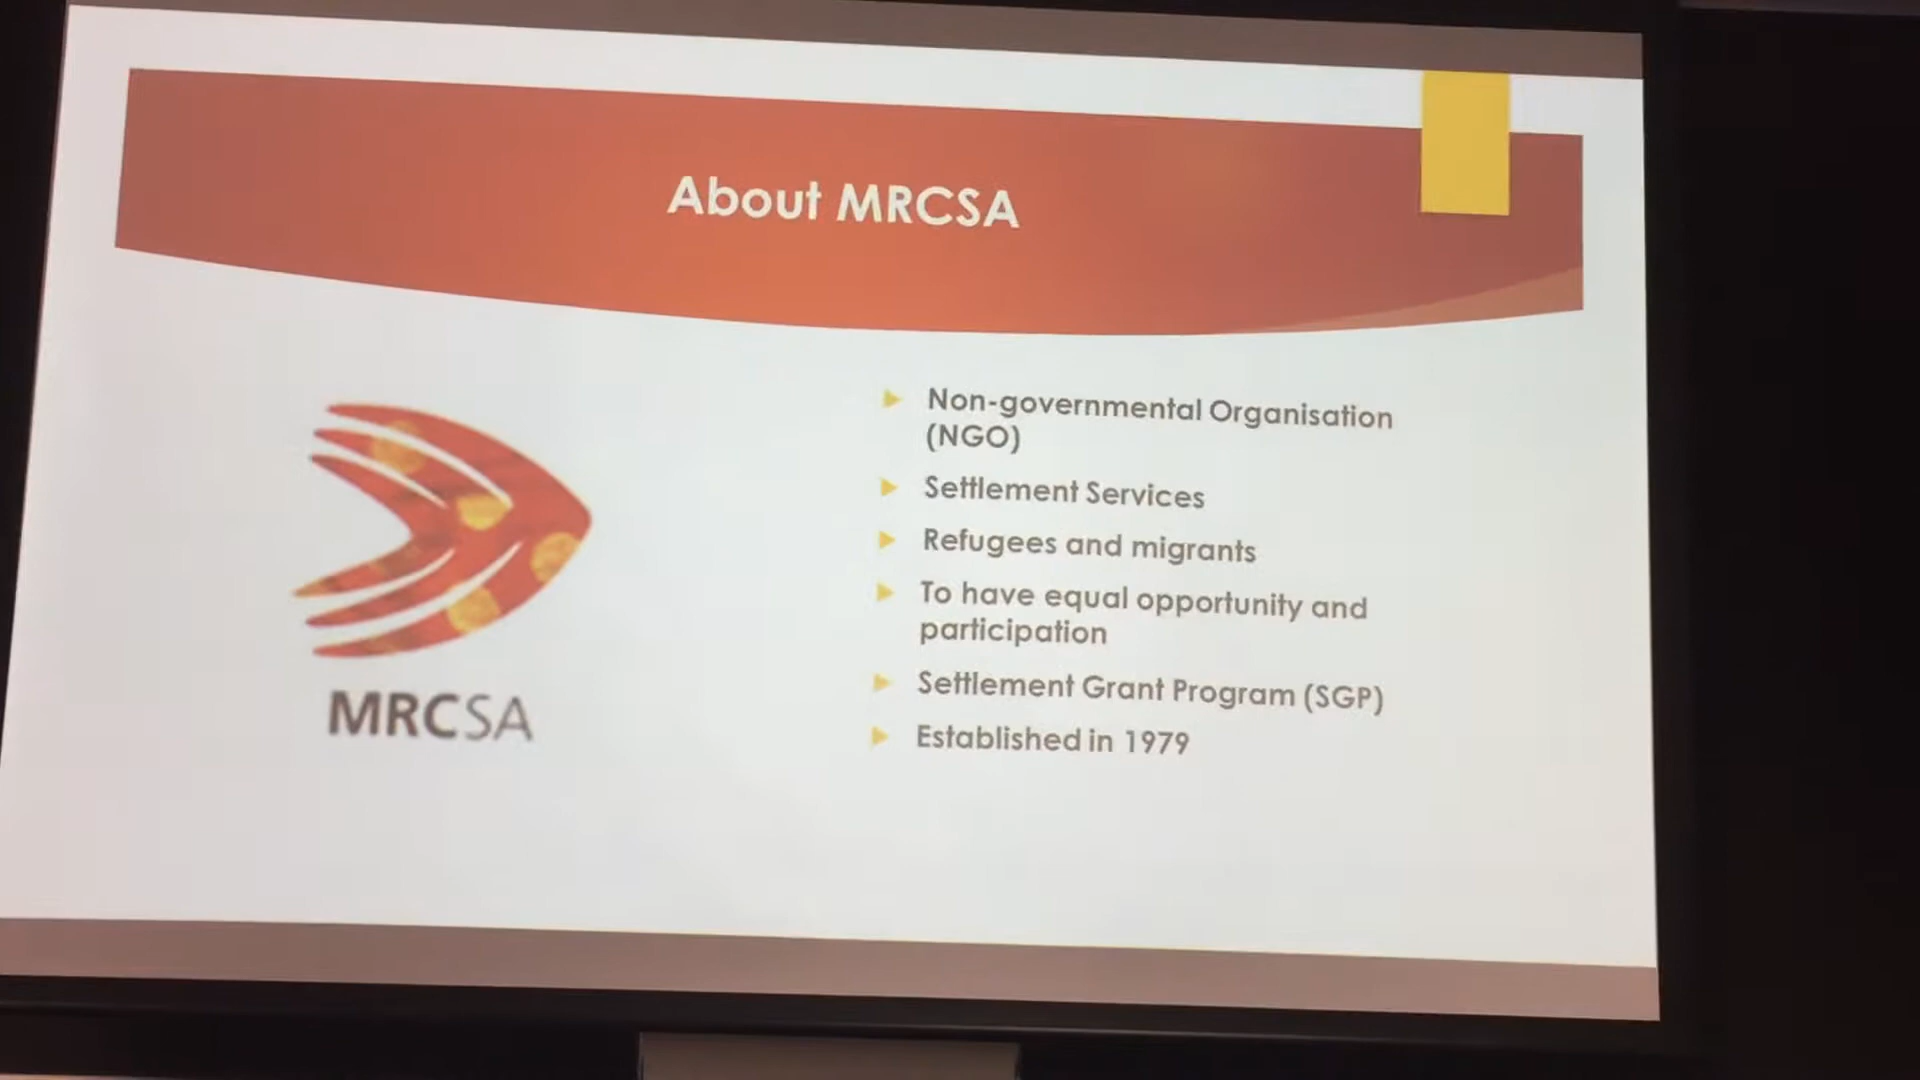 About MRCSA
MRCSA
Non-governmental Organisation
(NGO)
Settlement Services
Refugees and migrants
To have equal opportunity and
participation
Settlement Grant Program (SGP)
Established in 1979